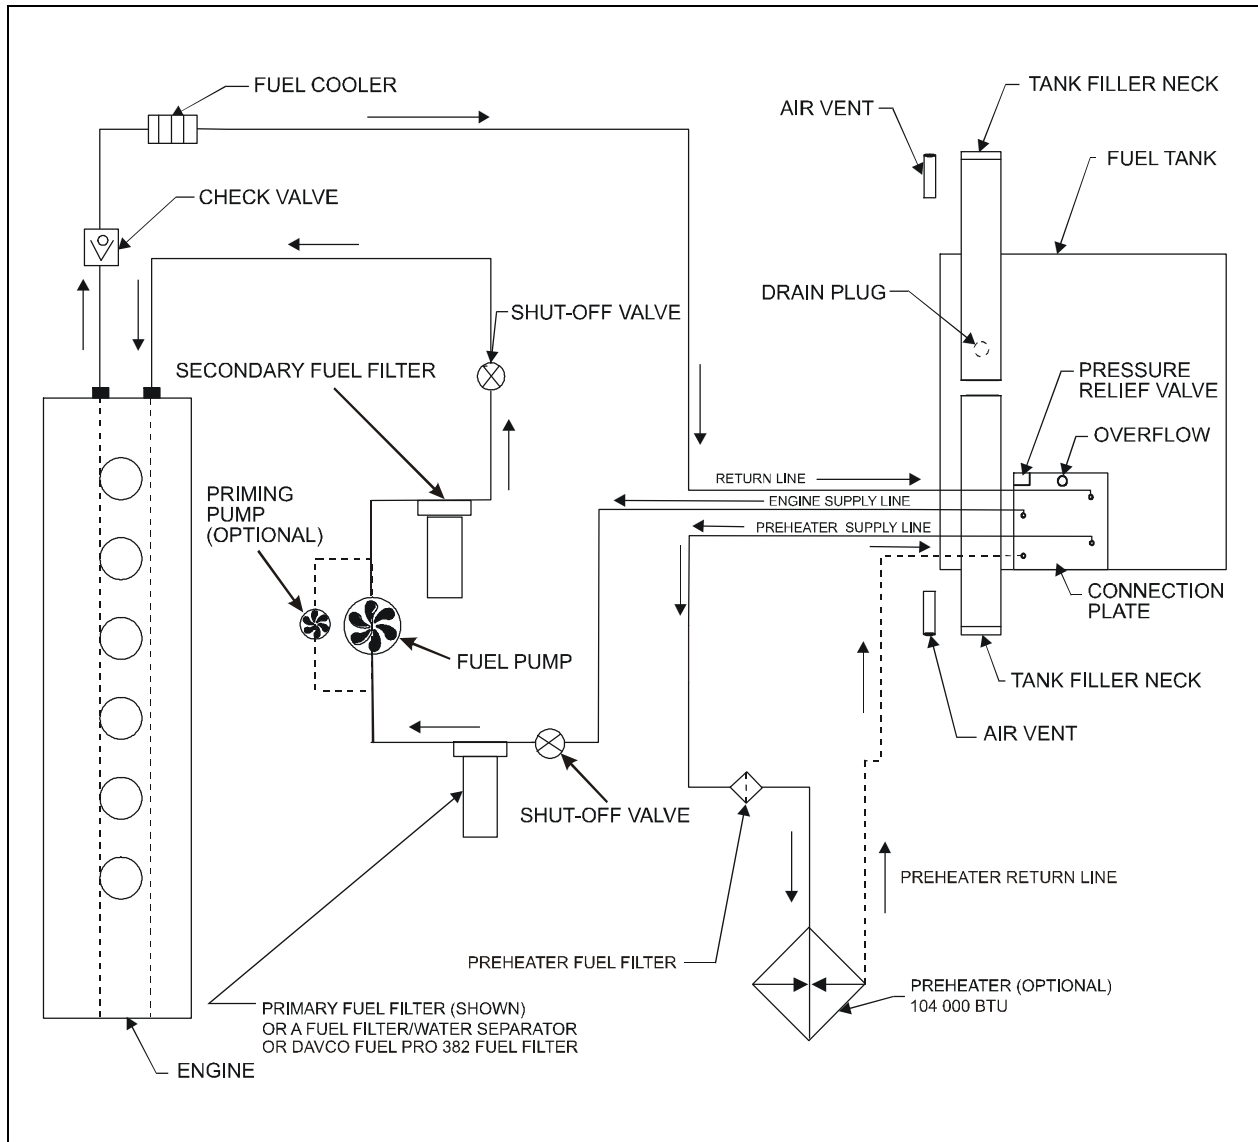 FUEL COOLER
TANK FILLER NECK
AIR VENT
FUEL TANK
CHECK VALVE
DRAIN PLUG
SHUT-OFF VALVE
SECONDARY FUEL FILTER
PRESSURE
RELIEF VALVE
OVERFLOW
RETURN LINE
PRIMING
PUMP
(OPTIONAL)
ENGINE SUPPLY LINE
PREHEATER SUPPLY LINE
CONNECTION
PLATE
FUEL PUMP
TANK FILLER NECK
AIR VENT
SHUT-OFF VALVE
PREHEATER RETURN LINE
PREHEATER FUEL FILTER
PREHEATER (OPTIONAL)
104 000 BTU
PRIMARY FUEL FILTER (SHOWN)
OR A FUEL FILTER/WATER SEPARATOR
OR DAVCO FUEL PRO 382 FUEL FILTER
ENGINE